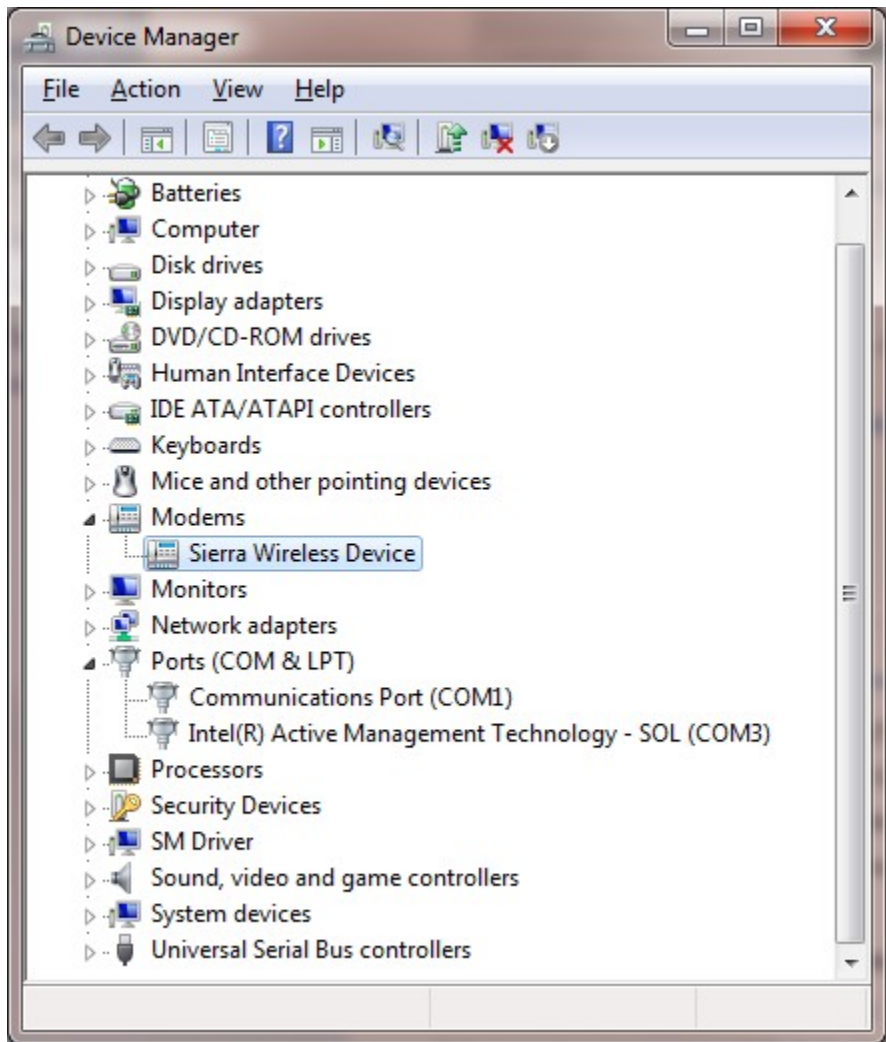 Device Manager
File Action View Help
Batteries
Computer
Disk drives
Display adapters
DVD/CD-ROM drives
Human Interface Devices
IDE ATA/ATAPI controllers
Keyboards
Mice and other pointing devices
Modems
Sierra Wireless Device
Monitors
Network adapters
Ports (COM & LPT)
Communications Port (COM1)
Intel(R) Active Management Technology - SOL (COM3)
Processors
Security Devices
SM Driver
Sound, video and game controllers
System devices
Universal Serial Bus controllers